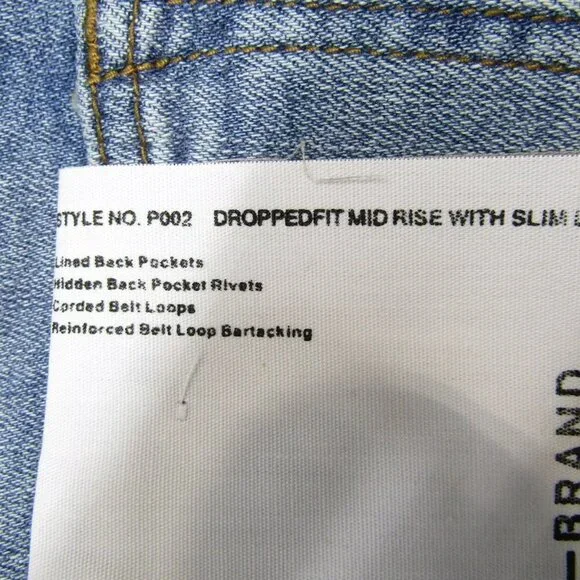 STYLE NO. P002 DROPPEDFIT MID RISE WITH SLIM
Lined Back Pockets
Hidden Back Pocket Rivets
Corded Belt Loops
Reinforced Belt Loop Bartacking
-BRAND